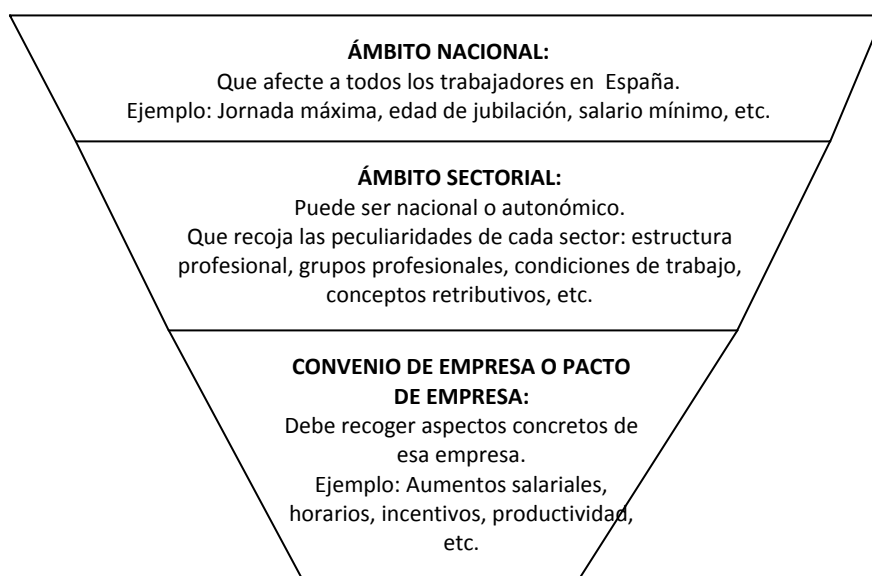 ÁMBITO NACIONAL:
Que afecte a todos los trabajadores en España.
Ejemplo: Jornada máxima, edad de jubilación, salario mínimo, etc.
ÁMBITO SECTORIAL:
Puede ser nacional o autonómico.
Que recoja las peculiaridades de cada sector: estructura
profesional, grupos profesionales, condiciones de trabajo,
conceptos retributivos, etc.
CONVENIO DE EMPRESA O PACTO
DE EMPRESA:
Debe recoger aspectos concretos de
esa empresa.
Ejemplo: Aumentos salariales,
horarios, incentivos, productividad,
etc.